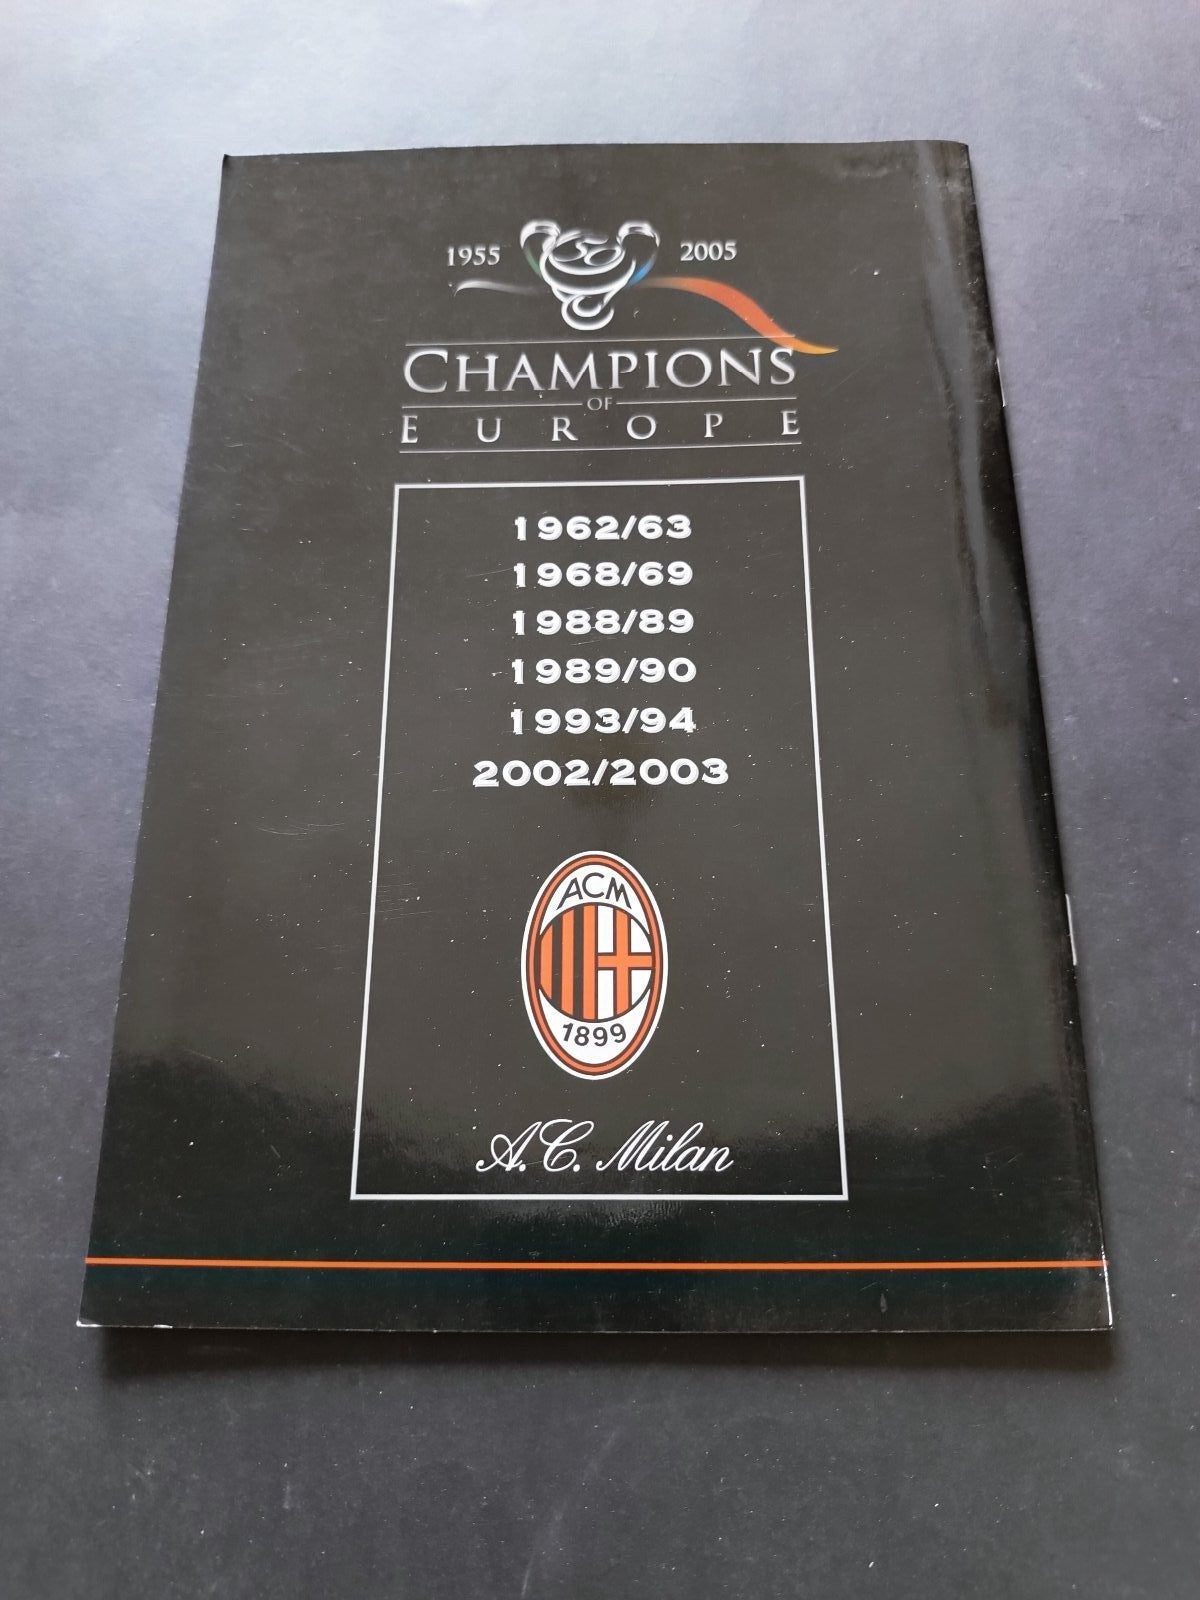 1955 50 2005
CHAMPIONS
OF
EUROPE
1962/63
1968/69
1988/89
1989/90
1993/94
2002/2003
ACM
1899
A.C. Milan